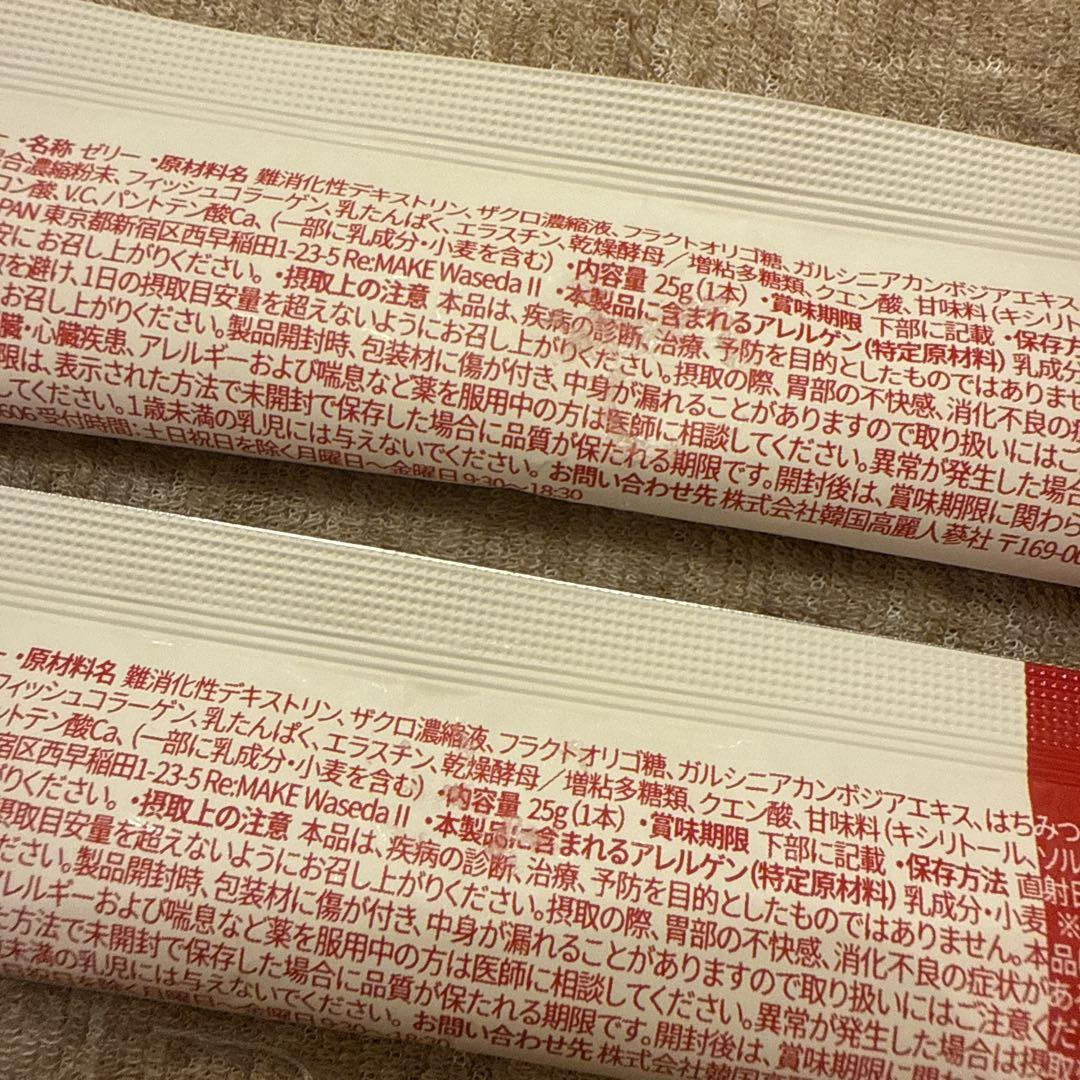 ・名称 ゼリー ・原材料名 難消化性デキストリン、ザクロ濃縮液、フラクトオリゴ糖、ガルシニアカンボジアエキス、
合濃縮粉末、フィッシュコラーゲン、乳たんぱく、エラスチン、乾燥酵母／増粘多糖類、クエン酸、甘味料(キシリト
ロン酸、V.C、パントテン酸Ca、(一部に乳成分・小麦を含む) ・内容量 25g(1本) ・賞味期限 下部に記載 ・保存方
PAN 東京都新宿区西早稲田1-23-5 Re:MAKE Waseda II ・本製品に含まれるアレルゲン(特定原材料) 乳成分
にお召し上がりください。 ・摂取上の注意 本品は、疾病の診断、治療、予防を目的としたものではありませ
を避け、1日の摂取目安量を超えないようにお召し上がりください。摂取の際、胃部の不快感、消化不良の症
お召し上がりください。製品開封時、包装材に傷が付き、中身が漏れることがありますので取り扱いにはご
臓・心臓疾患、アレルギーおよび喘息など薬を服用中の方は医師に相談してください。異常が発生した場合
限は、表示された方法で未開封で保存した場合に品質が保たれる期限です。開封後は、賞味期限に関わら
してください。1歳未満の乳児には与えないでください。お問い合わせ先 株式会社韓国高麗人蔘社 〒169-00
606 受付時間:土日祝日を除く月曜日〜金曜日 9:30〜18:30
・原材料名 難消化性デキストリン、ザクロ濃縮液、フラクトオリゴ糖、ガルシニアカンボジアエキス、はちみつ
フィッシュコラーゲン、乳たんぱく、エラスチン、乾燥酵母／増粘多糖類、クエン酸、甘味料(キシリトール、ソル
ントテン酸Ca、(一部に乳成分・小麦を含む) ・内容量 25g(1本) ・賞味期限 下部に記載 ・保存方法 直射日
宿区西早稲田1-23-5 Re:MAKE Waseda II ・本製品に含まれるアレルゲン(特定原材料) 乳成分・小麦 ※
がりください。 ・摂取上の注意 本品は、疾病の診断、治療、予防を目的としたものではありません。本品
摂取目安量を超えないようにお召し上がりください。摂取の際、胃部の不快感、消化不良の症状があ
ださい。製品開封時、包装材に傷が付き、中身が漏れることがありますので取り扱いにはご注意くだ
アレルギーおよび喘息など薬を服用中の方は医師に相談してください。異常が発生した場合は摂取
た方法で未開封で保存した場合に品質が保たれる期限です。開封後は、賞味期限に関わ
未満の乳児には与えないでください。お問い合わせ先 株式会社韓国高